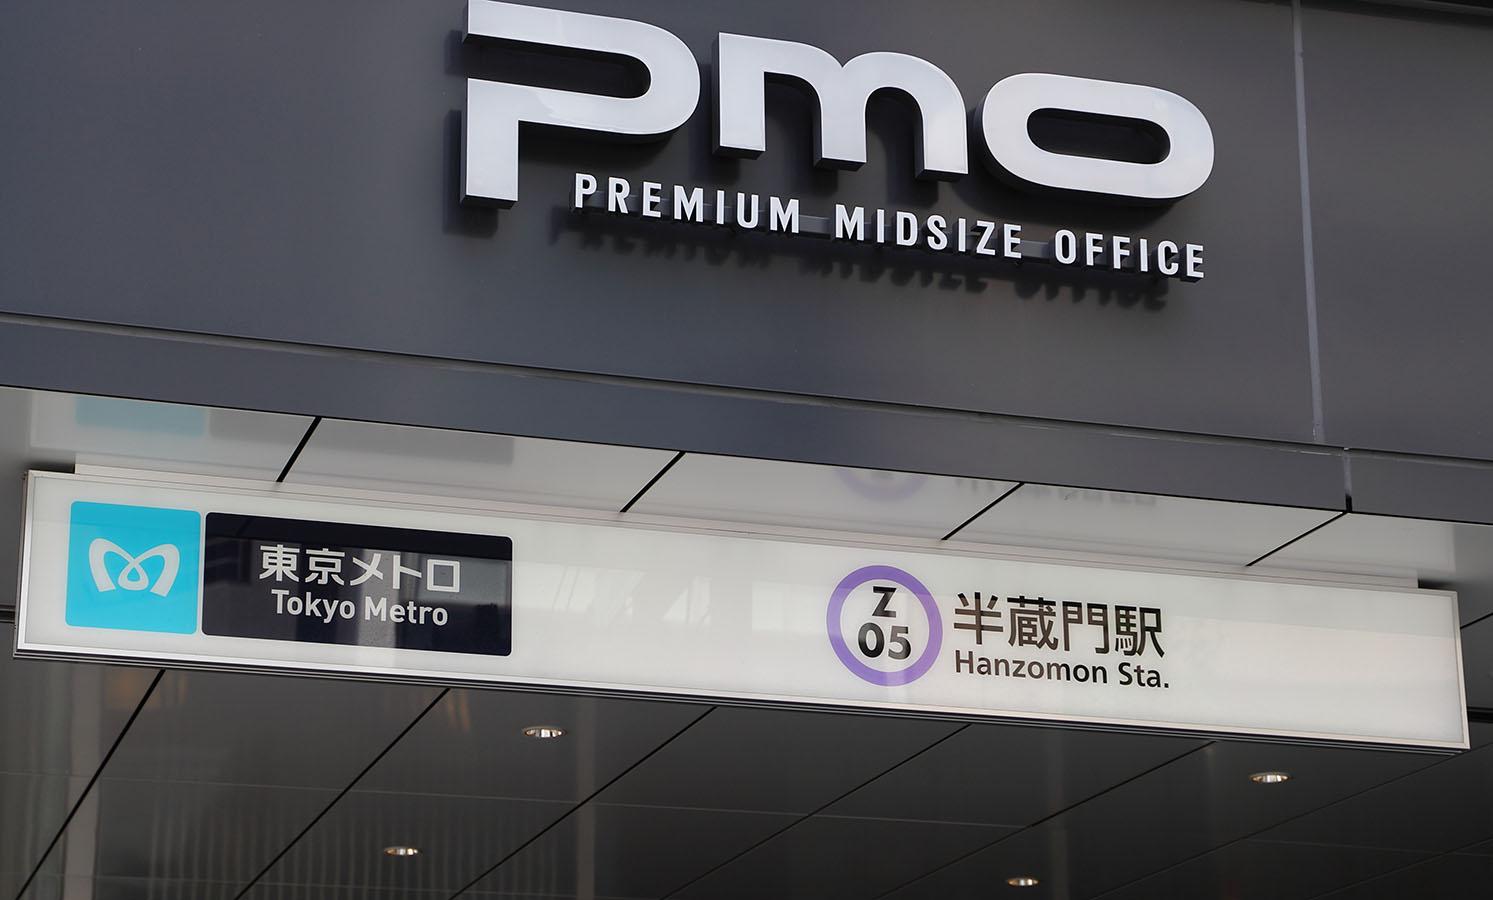 PMO
PREMIUM MIDSIZE OFFICE
東京メトロ
Tokyo Metro
Z
05
半蔵門駅
Hanzomon Sta.